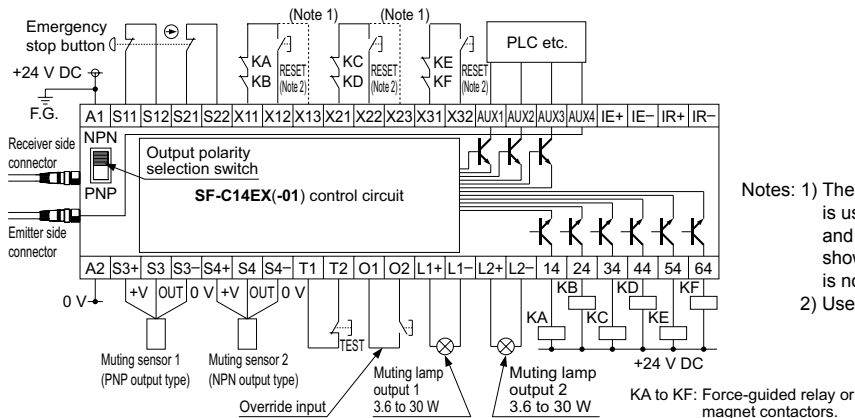 Emergency
stop button
(Note 1)
(Note 1)
PLC etc.
+24 V DC
F.G.
KA
KB
RESET
(Note 2)
KC
KD
RESET
(Note 2)
KE
KF
RESET
(Note 2)
A1 S11 S12 S21 S22 X11 X12 X13 X21 X22 X23 X31 X32 AUX1 AUX2 AUX3 AUX4 IE+ IE− IR+ IR−
Receiver side
connector
NPN
PNP
Output polarity
selection switch
SF-C14EX(-01) control circuit
Emitter side
connector
Notes: 1) The
is us
and
show
is no
2) Use
A2 S3+ S3 S3− S4+ S4 S4− T1 T2 O1 O2 L1+ L1− L2+ L2− 14 24 34 44 54 64
0 V
+V OUT 0 V
+V OUT 0 V
TEST
KA
KB
KC
KD
KE
KF
+24 V DC
Muting sensor 1
(PNP output type)
Muting sensor 2
(NPN output type)
Override input
Muting lamp
output 1
3.6 to 30 W
Muting lamp
output 2
3.6 to 30 W
KA to KF: Force-guided relay or
magnet contactors.